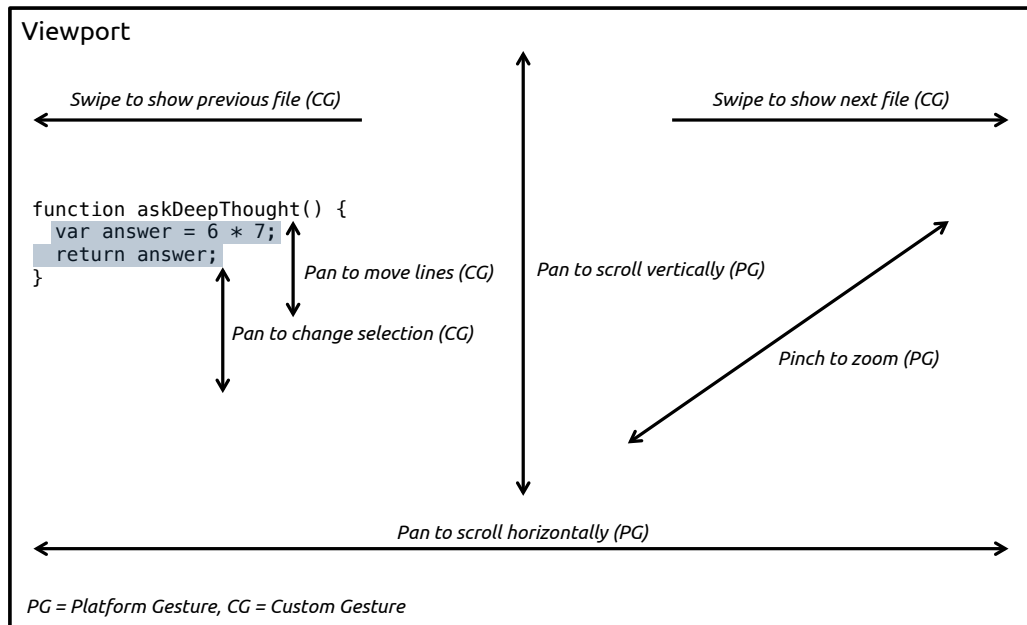 Viewport
Swipe to show previous file (CG)
Swipe to show next file (CG)
function askDeepThought() {
  var answer = 6 * 7;
  return answer;
}
Pan to move lines (CG)
Pan to scroll vertically (PG)
Pan to change selection (CG)
Pinch to zoom (PG)
Pan to scroll horizontally (PG)
PG = Platform Gesture, CG = Custom Gesture